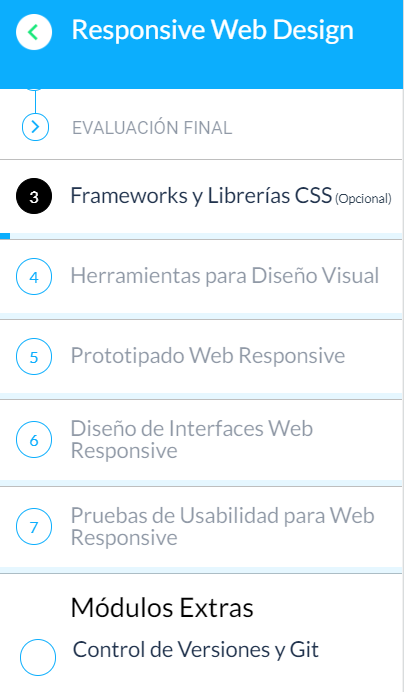 Responsive Web Design
EVALUACIÓN FINAL
3 Frameworks y Librerías CSS (Opcional)
4 Herramientas para Diseño Visual
5 Prototipado Web Responsive
6 Diseño de Interfaces Web
Responsive
7 Pruebas de Usabilidad para Web
Responsive
Módulos Extras
Control de Versiones y Git